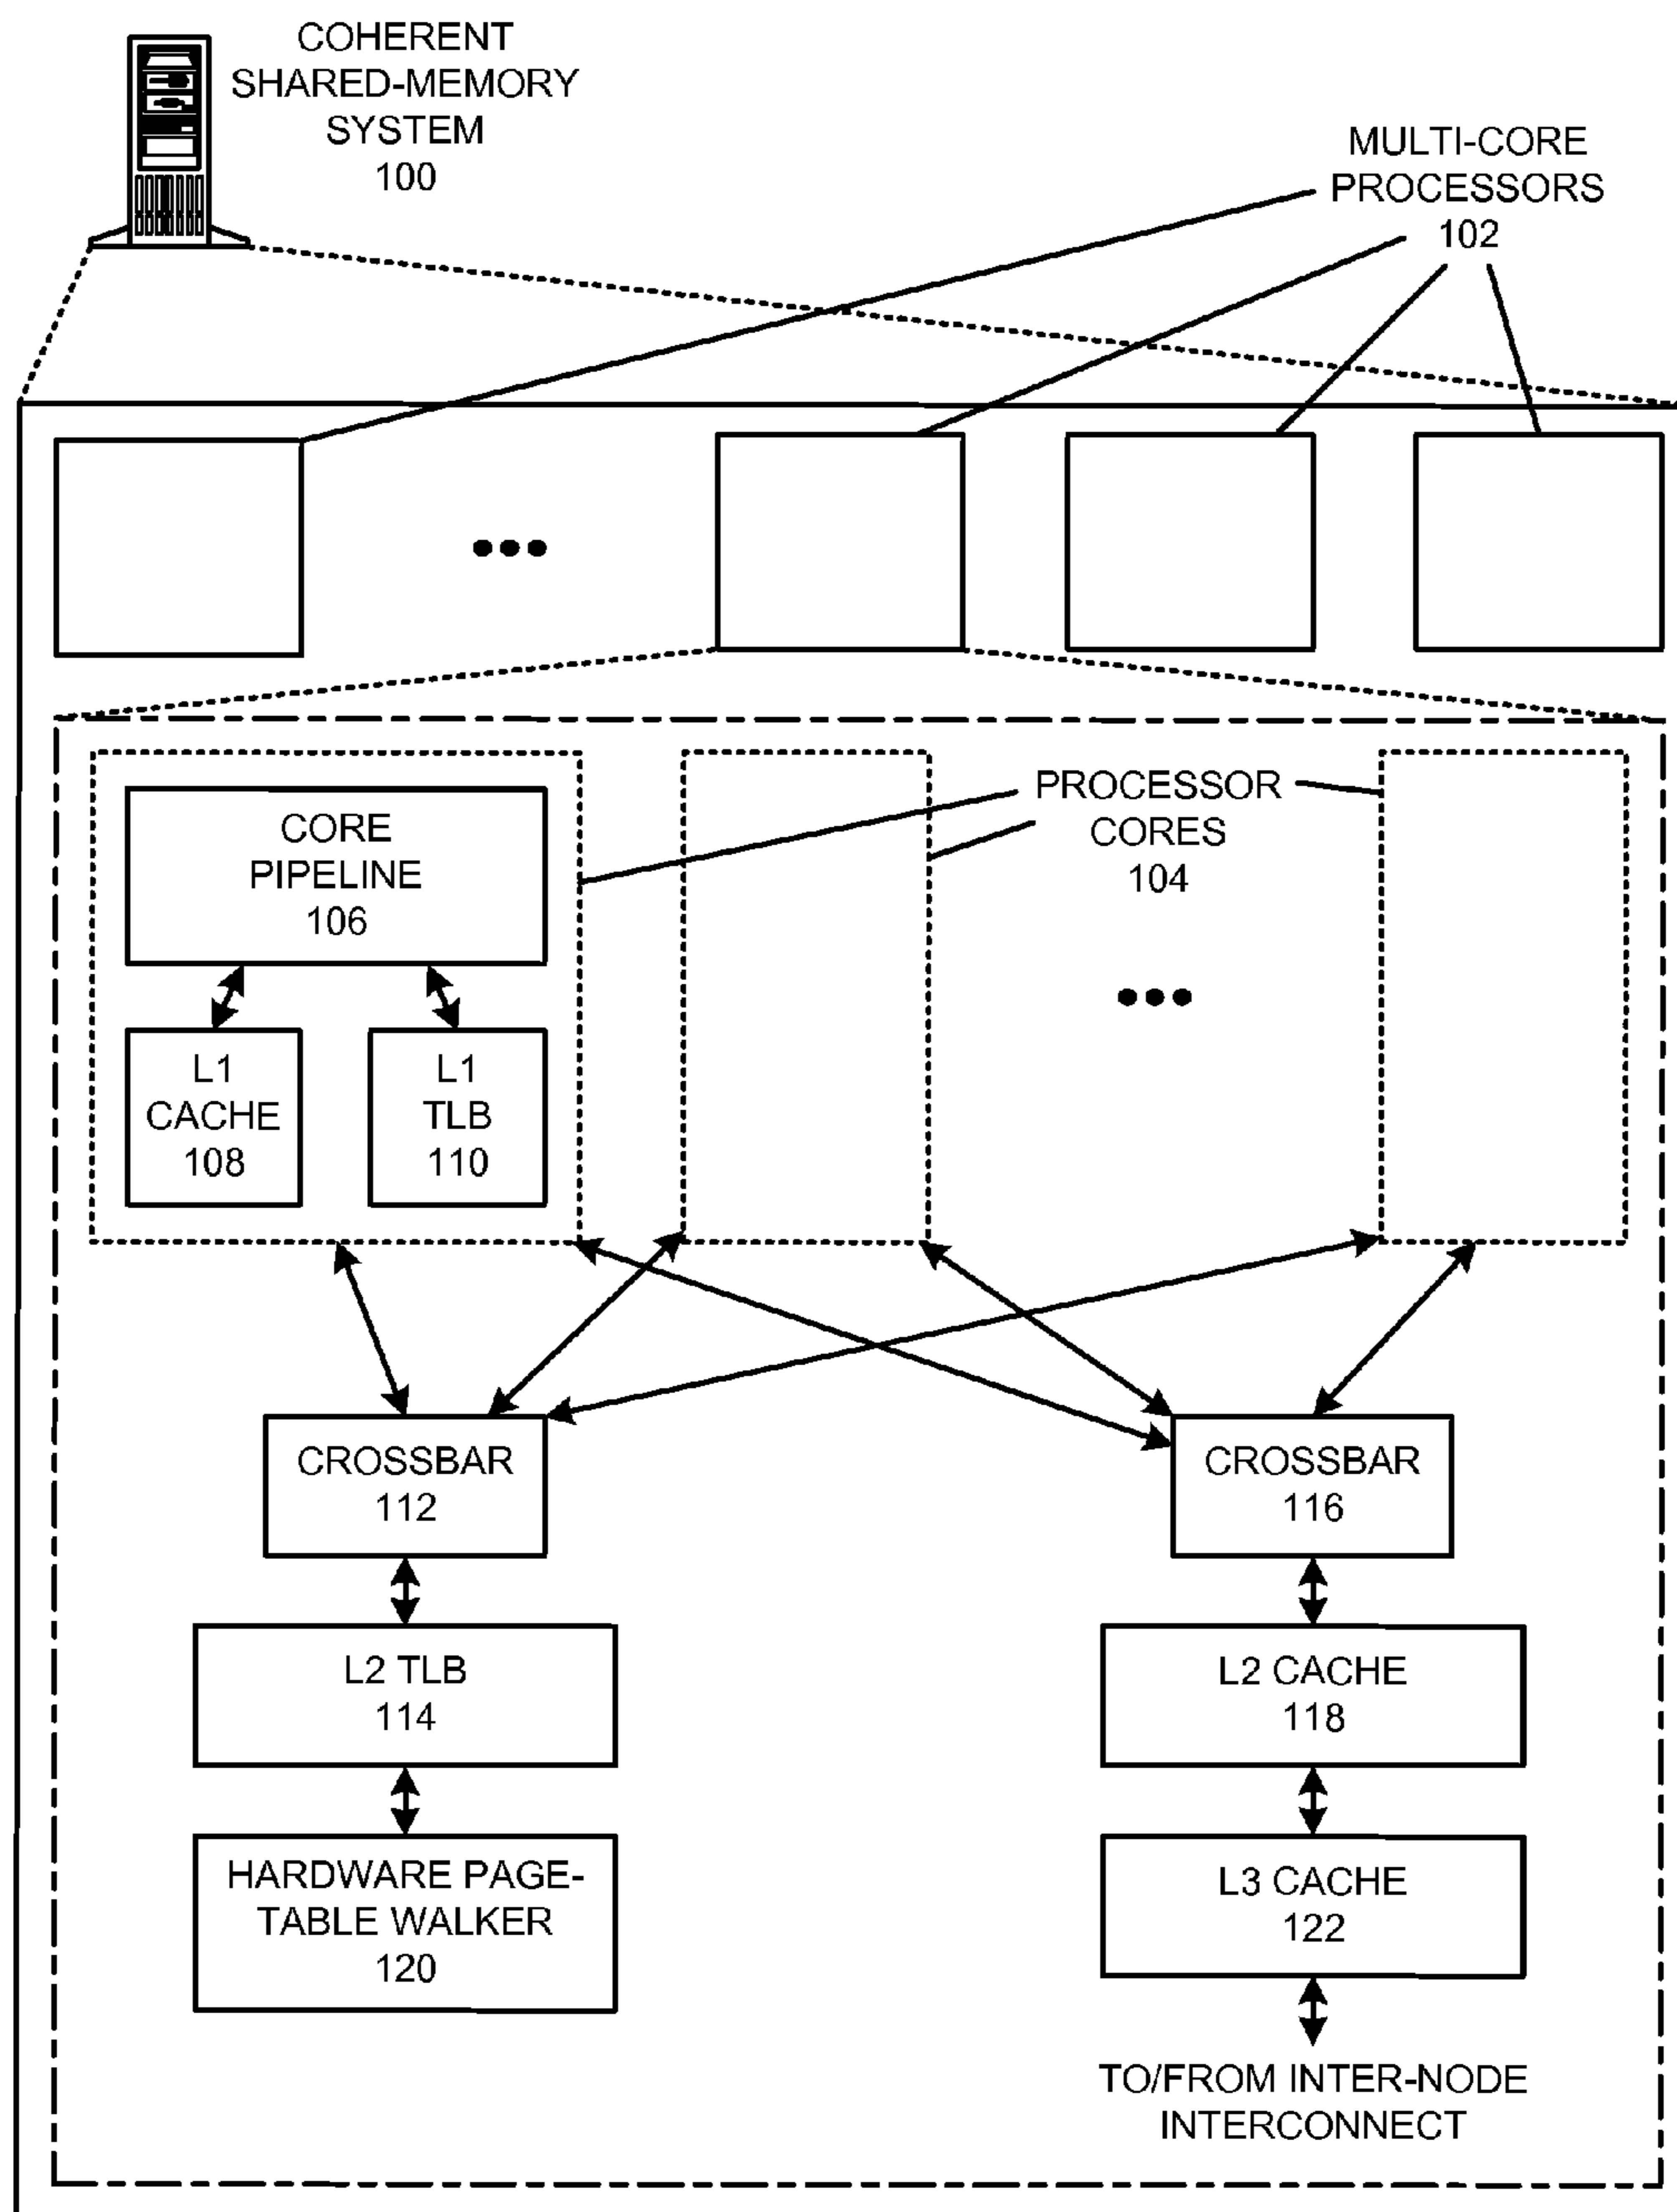 COHERENT
SHARED-MEMORY
SYSTEM
100
MULTI-CORE
PROCESSORS
102
PROCESSOR
CORES
104
CORE
PIPELINE
106
L1
CACHE
108
L1
TLB
110
CROSSBAR
112
CROSSBAR
116
L2 TLB
114
L2 CACHE
118
HARDWARE PAGE-
TABLE WALKER
120
L3 CACHE
122
TO/FROM INTER-NODE
INTERCONNECT